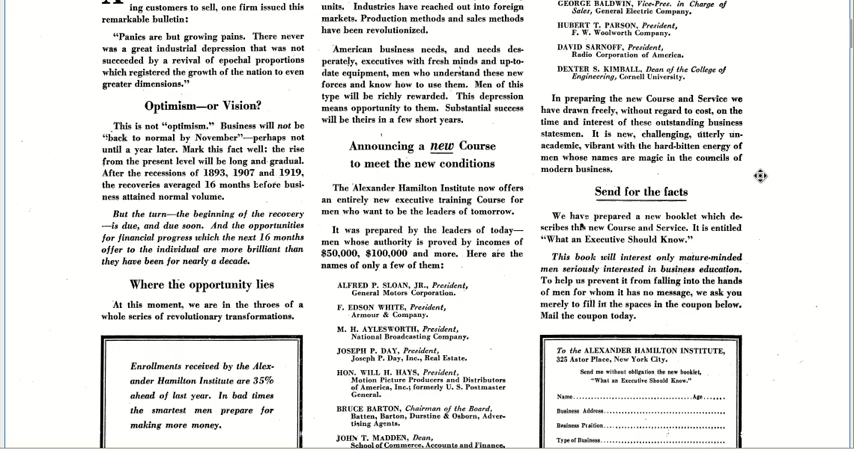 ing customers to sell, one firm issued this
remarkable bulletin:
“Panics are but growing pains. There never
was a great industrial depression that was not
succeeded by a revival of epochal proportions
which registered the growth of the nation to even
greater dimensions.”
Optimism—or Vision?
This is not “optimism.” Business will not be
“back to normal by November”—perhaps not
until a year later. Mark this fact well: the rise
from the present level will be long and gradual.
After the recessions of 1893, 1907 and 1919,
the recoveries averaged 16 months before busi-
ness attained normal volume.
But the turn—the beginning of the recovery
—is due, and due soon. And the opportunities
for financial progress which the next 16 months
offer to the individual are more brilliant than
they have been for nearly a decade.
Where the opportunity lies
At this moment, we are in the throes of a
whole series of revolutionary transformations.
Enrollments received by the Alex-
ander Hamilton Institute are 35%
ahead of last year. In bad times
the smartest men prepare for
making more money.
units. Industries have reached out into foreign
markets. Production methods and sales methods
have been revolutionized.
American business needs, and needs des-
perately, executives with fresh minds and up-to-
date equipment, men who understand these new
forces and know how to use them. Men of this
type will be richly rewarded. This depression
means opportunity to them. Substantial success
will be theirs in a few short years.
Announcing a new Course
to meet the new conditions
The Alexander Hamilton Institute now offers
an entirely new executive training Course for
men who want to be the leaders of tomorrow.
It was prepared by the leaders of today—
men whose authority is proved by incomes of
$50,000, $100,000 and more. Here are the
names of only a few of them:
ALFRED P. SLOAN, JR., President,
General Motors Corporation.
F. EDSON WHITE, President,
Armour & Company.
M. H. AYLESWORTH, President,
National Broadcasting Company.
JOSEPH P. DAY, President,
Joseph P. Day, Inc., Real Estate.
HON. WILL H. HAYS, President,
Motion Picture Producers and Distributors
of America, Inc.; formerly U. S. Postmaster
General.
BRUCE BARTON, Chairman of the Board,
Batten, Barton, Durstine & Osborn, Adver-
tising Agents.
JOHN T. MADDEN, Dean,
School of Commerce, Accounts and Finance,
GEORGE BALDWIN, Vice-Pres. in Charge of
Sales, General Electric Company.
HUBERT T. PARSON, President,
F. W. Woolworth Company.
DAVID SARNOFF, President,
Radio Corporation of America.
DEXTER S. KIMBALL, Dean of the College of
Engineering, Cornell University.
In preparing the new Course and Service we
have drawn freely, without regard to cost, on the
time and interest of these outstanding business
statesmen. It is new, challenging, utterly un-
academic, vibrant with the hard-bitten energy of
men whose names are magic in the councils of
modern business.
Send for the facts
We have prepared a new booklet which de-
scribes this new Course and Service. It is entitled
“What an Executive Should Know.”
This book will interest only mature-minded
men seriously interested in business education.
To help us prevent it from falling into the hands
of men for whom it has no message, we ask you
merely to fill in the spaces in the coupon below.
Mail the coupon today.
To the ALEXANDER HAMILTON INSTITUTE,
325 Astor Place, New York City.
Send me without obligation the new booklet,
“What an Executive Should Know.”
Name..............................Age......
Business Address..............................
Business Position..............................
Type of Business..............................